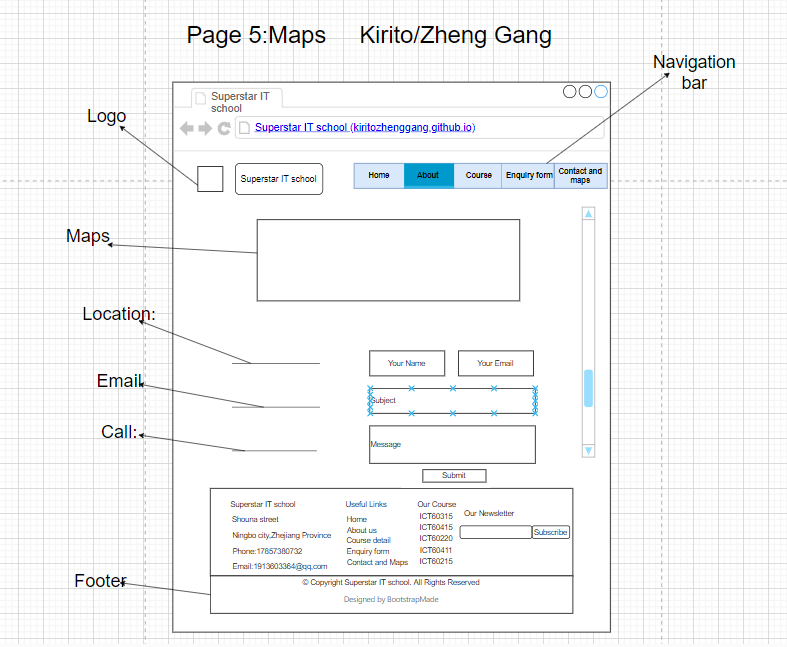 Page 5:Maps Kirito/Zheng Gang
Navigation
bar
Superstar IT
school
Logo
Superstar IT school (kiritozhenggang.github.io)
Superstar IT school
Home
About
Course
Enquiry form
Contact and
maps
Maps
Location:
Your Name
Your Email
Email
Subject
Call:
Message
Submit
Superstar IT school
Shouna street
Ningbo city,Zhejiang Province
Phone:17857380732
Email:1913603364@qq.com
Useful Links
Home
About us
Course detail
Enquiry form
Contact and Maps
Our Course
ICT60315
ICT60415
ICT60220
ICT60411
ICT60215
Our Newsletter
Subscribe
Footer
© Copyright Superstar IT school. All Rights Reserved
Designed by BootstrapMade